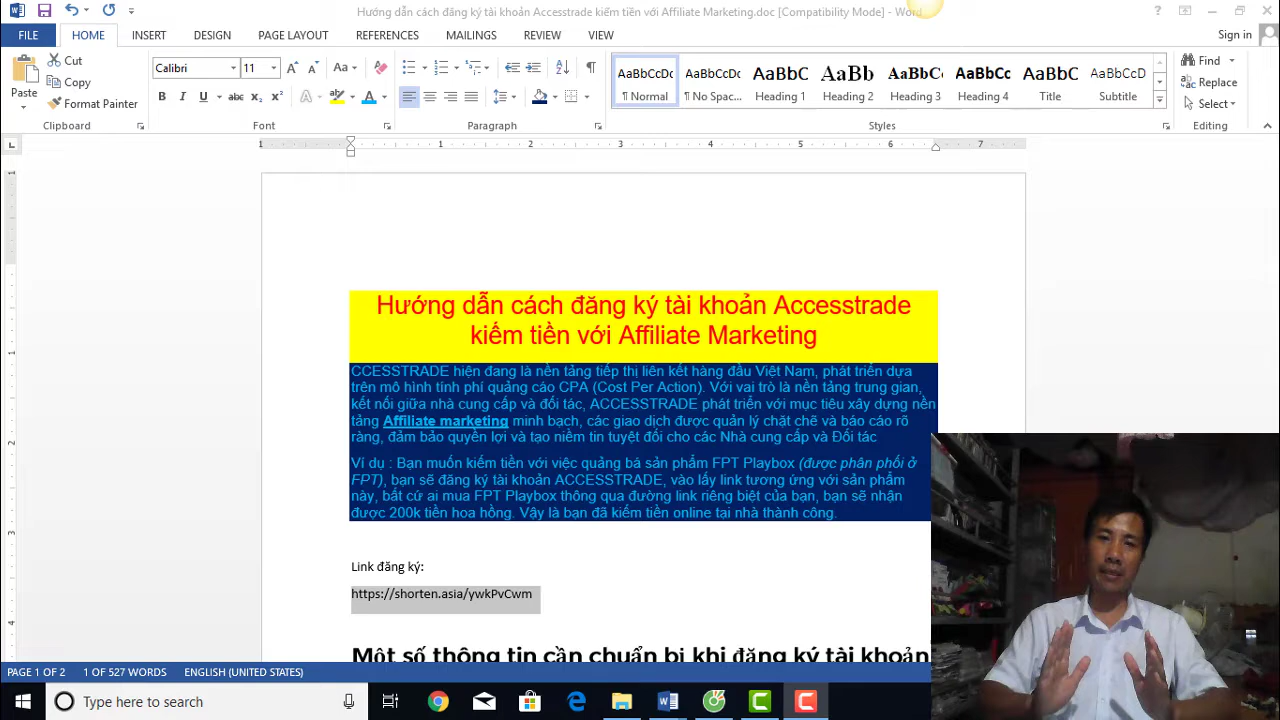 Hướng dẫn cách đăng ký tài khoản Accesstrade kiếm tiền với Affiliate Marketing.doc [Compatibility Mode] - Word
FILE HOME INSERT DESIGN PAGE LAYOUT REFERENCES MAILINGS REVIEW VIEW Sign in
Paste
Cut
Copy
Format Painter
Clipboard
Calibri 11
Font
Paragraph
AaBbCcDc AaBbCcDc AaBbC AaBb AaBbCc AaBbCc AaBbC AaBbCcD
¶ Normal ¶ No Spac... Heading 1 Heading 2 Heading 3 Heading 4 Title Subtitle
Styles
Find
Replace
Select
Editing
1 1 2 3 4 5 6 7
Hướng dẫn cách đăng ký tài khoản Accesstrade
kiếm tiền với Affiliate Marketing
CCESSTRADE hiện đang là nền tảng tiếp thị liên kết hàng đầu Việt Nam, phát triển dựa
trên mô hình tính phí quảng cáo CPA (Cost Per Action). Với vai trò là nền tảng trung gian,
kết nối giữa nhà cung cấp và đối tác, ACCESSTRADE phát triển với mục tiêu xây dựng nền
tảng Affiliate marketing minh bạch, các giao dịch được quản lý chặt chẽ và báo cáo rõ
ràng, đảm bảo quyền lợi và tạo niềm tin tuyệt đối cho các Nhà cung cấp và Đối tác
Ví dụ : Bạn muốn kiếm tiền với việc quảng bá sản phẩm FPT Playbox (được phân phối ở
FPT), bạn sẽ đăng ký tài khoản ACCESSTRADE, vào lấy link tương ứng với sản phẩm
này, bất cứ ai mua FPT Playbox thông qua đường link riêng biệt của bạn, bạn sẽ nhận
được 200k tiền hoa hồng. Vậy là bạn đã kiếm tiền online tại nhà thành công.
Link đăng ký:
https://shorten.asia/ywkPvCwm
Một số thông tin cần chuẩn bị khi đăng ký tài khoản
PAGE 1 OF 2 1 OF 527 WORDS ENGLISH (UNITED STATES)
Type here to search